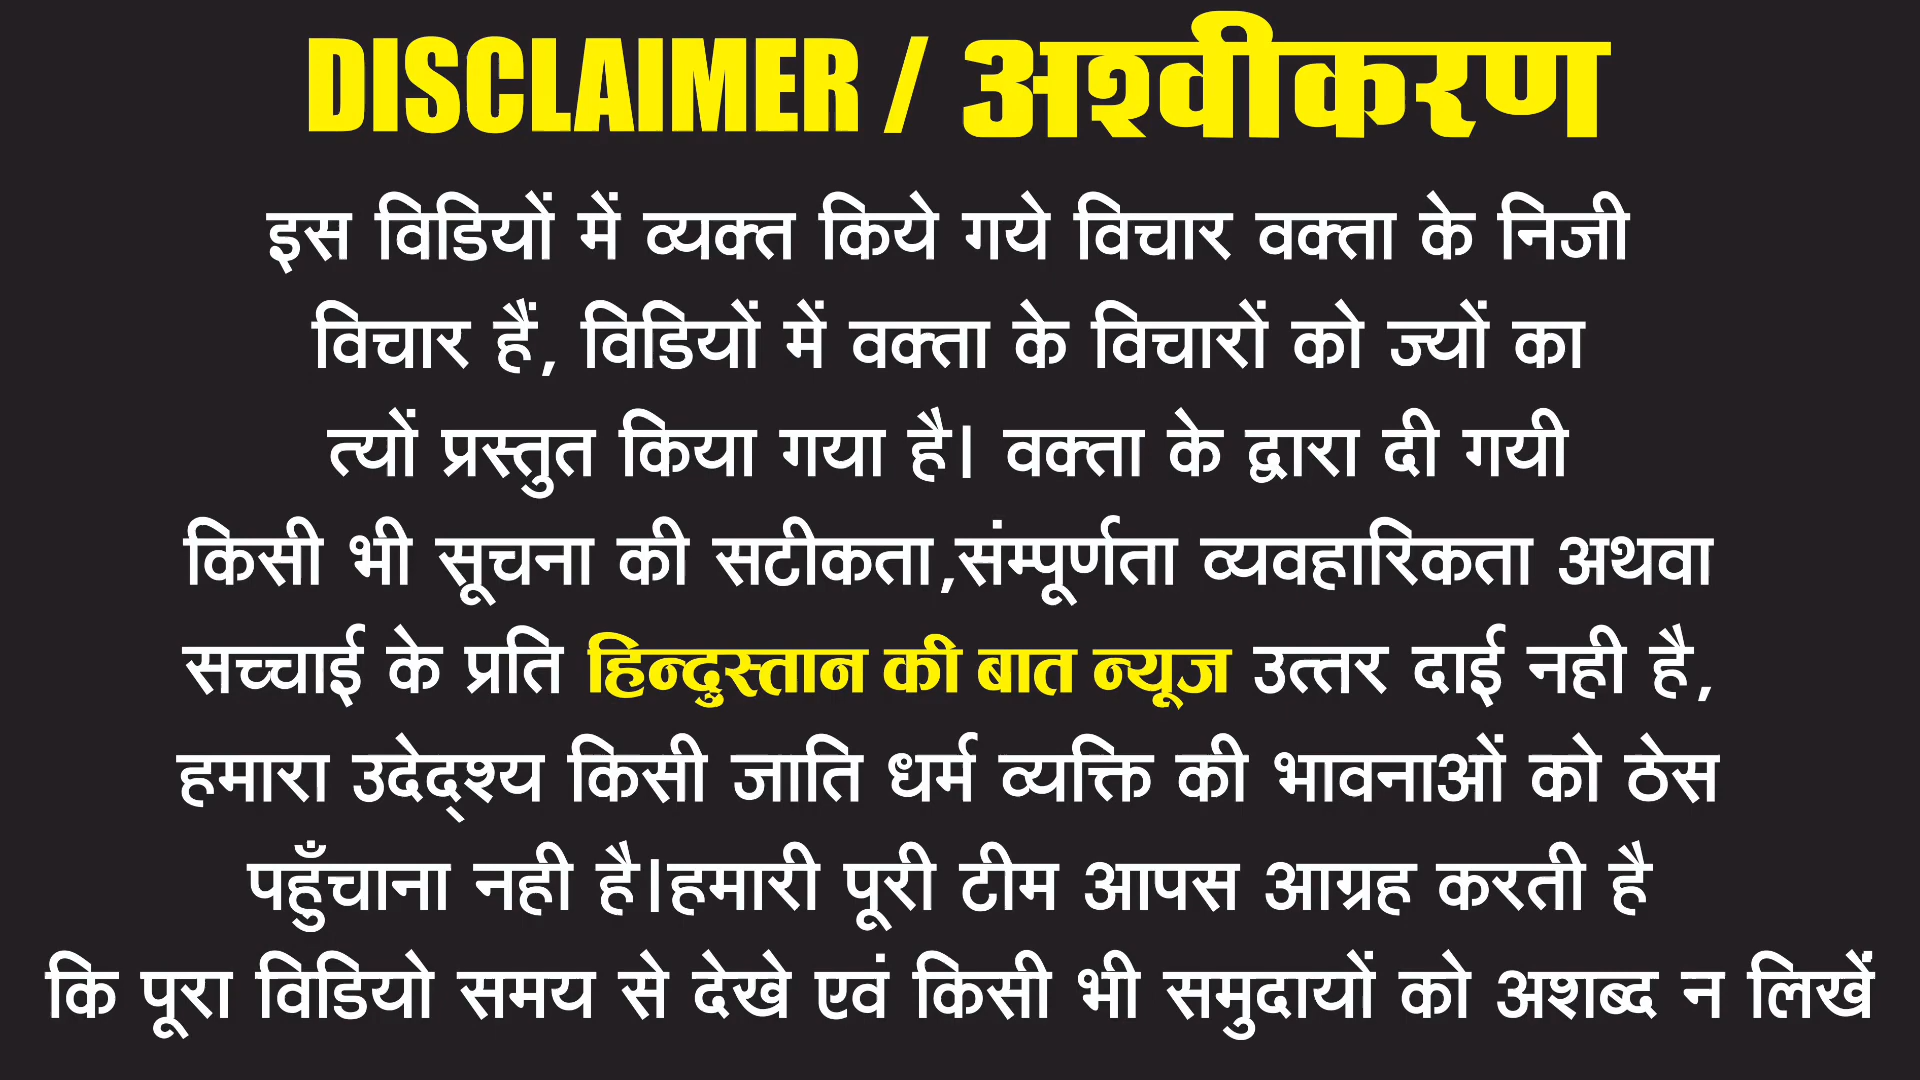 DISCLAIMER / अश्वीकरण
इस विडियों में व्यक्त किये गये विचार वक्ता के निजी
विचार हैं, विडियों में वक्ता के विचारों को ज्यों का
त्यों प्रस्तुत किया गया है। वक्ता के द्वारा दी गयी
किसी भी सूचना की सटीकता,संम्पूर्णता व्यवहारिकता अथवा
सच्चाई के प्रति हिन्दुस्तान की बात न्यूज उत्तर दाई नही है,
हमारा उदेद्श्य किसी जाति धर्म व्यक्ति की भावनाओं को ठेस
पहुँचाना नही है।हमारी पूरी टीम आपस आग्रह करती है
कि पूरा विडियो समय से देखे एवं किसी भी समुदायों को अशब्द न लिखें